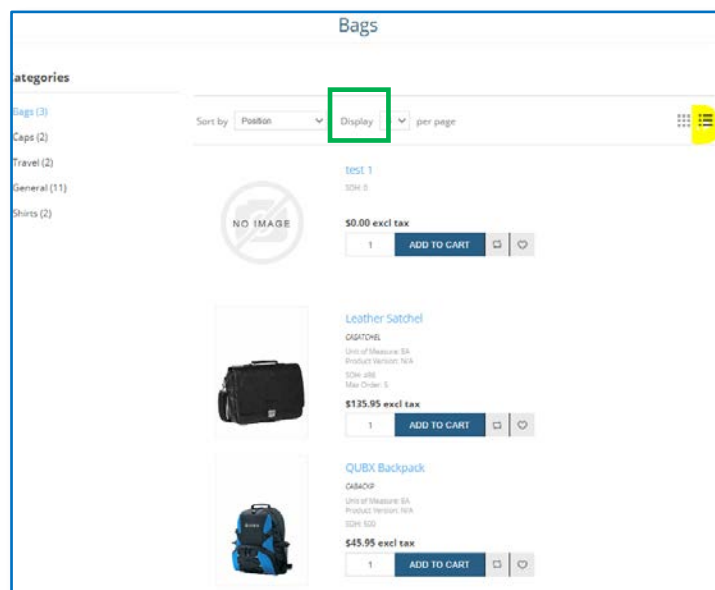 Bags
ategories
Bags (3)
Caps (2)
Travel (2)
General (11)
Shirts (2)
Sort by Position Display per page
NO IMAGE
test 1
SOH: 0
$0.00 excl tax
1 ADD TO CART
Leather Satchel
CASATCHEL
Unit of Measure: EA
Product Version: N/A
SOH: 488
Max Order: 5
$135.95 excl tax
1 ADD TO CART
QUBX Backpack
CABACKP
Unit of Measure: EA
Product Version: N/A
SOH: 500
$45.95 excl tax
1 ADD TO CART